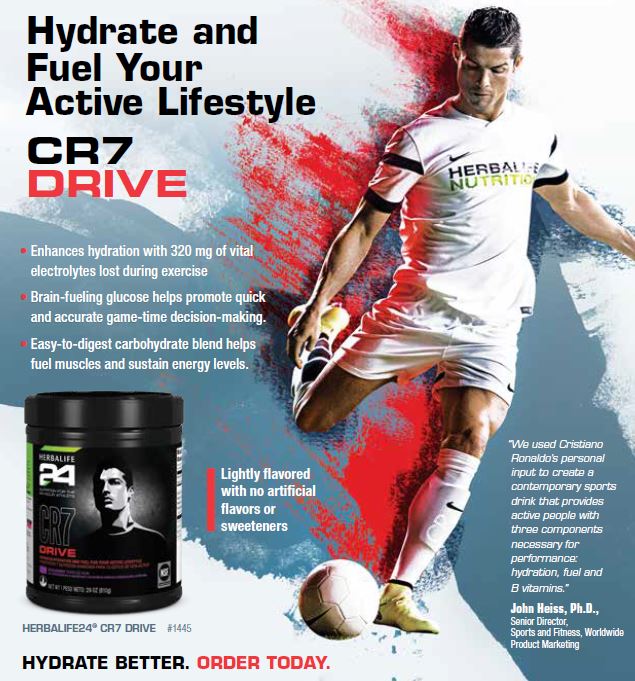 Hydrate and
Fuel Your
Active Lifestyle
CR7
DRIVE
• Enhances hydration with 320 mg of vital
electrolytes lost during exercise
• Brain-fueling glucose helps promote quick
and accurate game-time decision-making.
• Easy-to-digest carbohydrate blend helps
fuel muscles and sustain energy levels.
HERBALIFE
NUTRITION
HERBALIFE
24
CR7
DRIVE
NSF
Lightly flavored
with no artificial
flavors or
sweeteners
"We used Cristiano
Ronaldo's personal
input to create a
contemporary sports
drink that provides
active people with
three components
necessary for
performance:
hydration, fuel and
B vitamins."
John Heiss, Ph.D.,
Senior Director,
Sports and Fitness, Worldwide
Product Marketing
HERBALIFE24® CR7 DRIVE #1445
HYDRATE BETTER. ORDER TODAY.